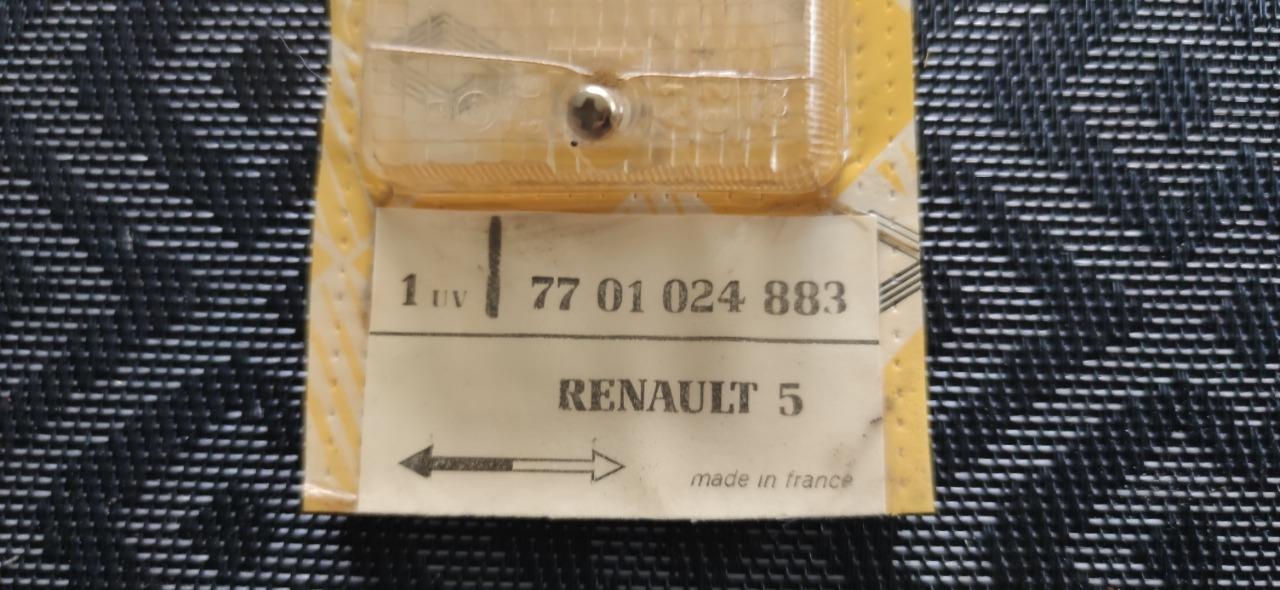 1 UV 77 01 024 883
RENAULT 5
made in france